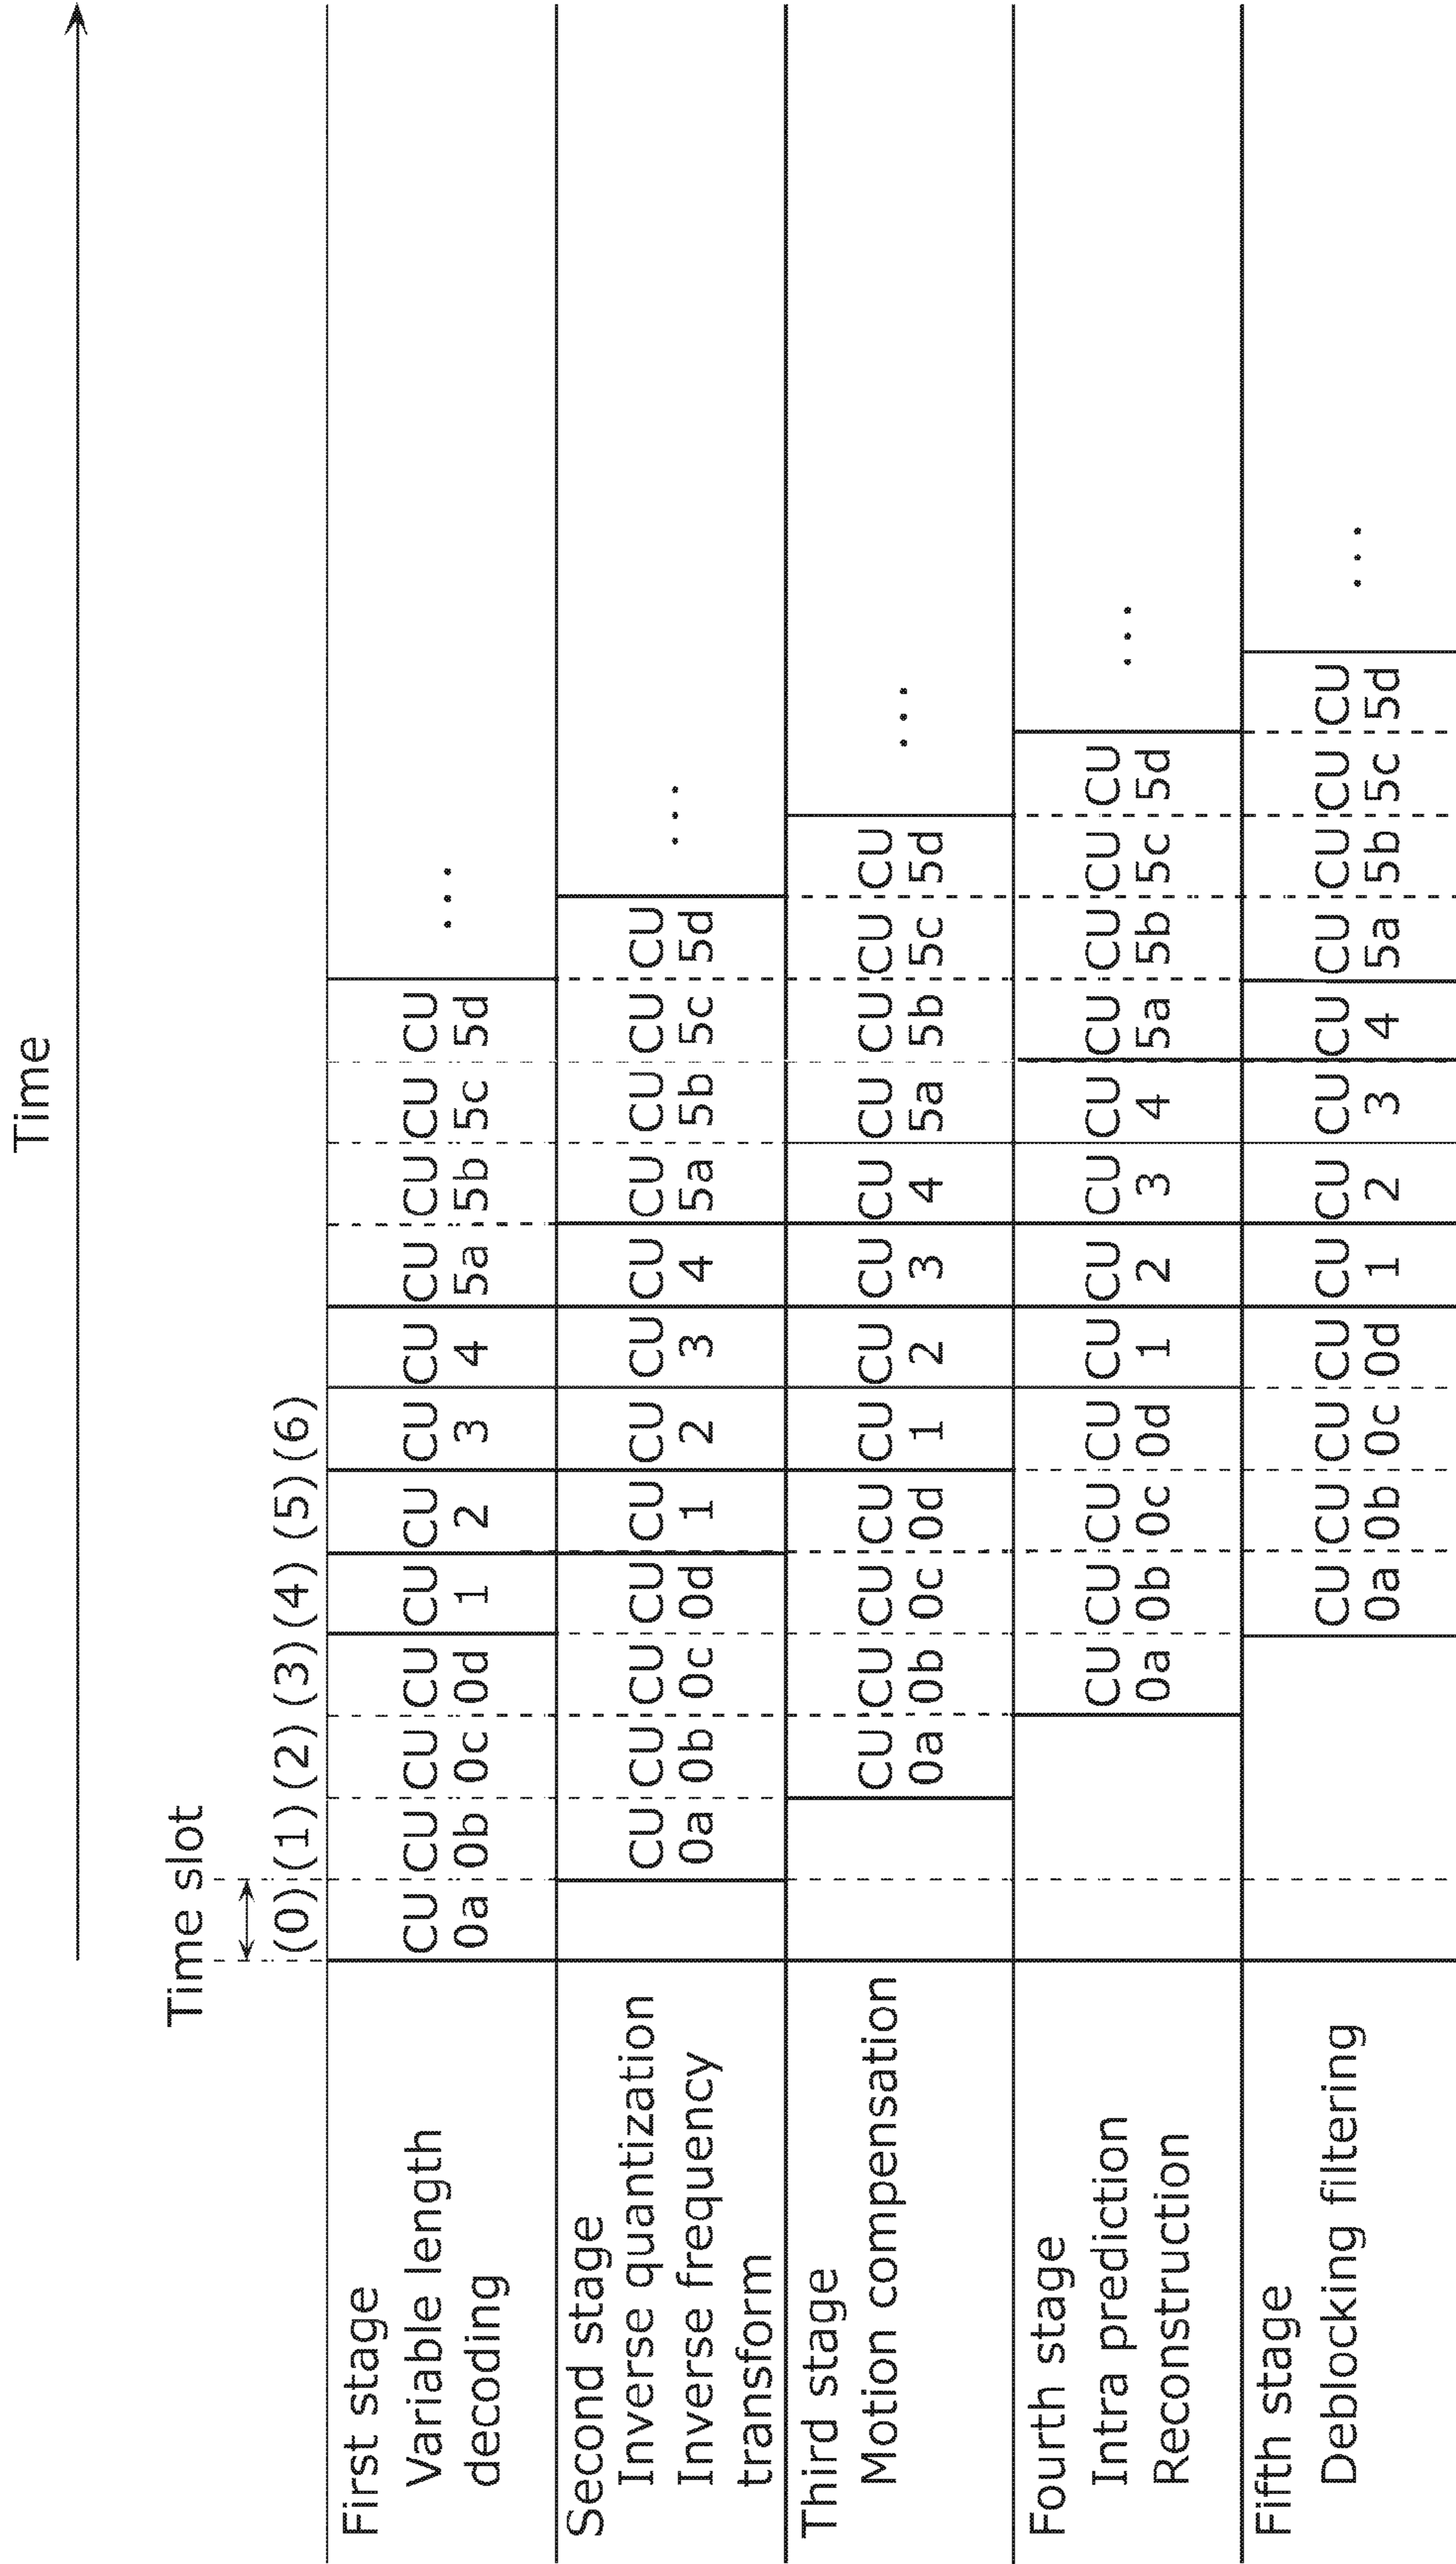 Time
Time slot
(0) (1) (2) (3) (4) (5) (6)
First stage
Variable length
decoding
CU CU CU CU CU CU CU CU CU CU CU CU ...
0a 0b 0c 0d 1 2 3 4 5a 5b 5c 5d
Second stage
Inverse quantization
Inverse frequency
transform
CU CU CU CU CU CU CU CU CU CU CU CU ...
0a 0b 0c 0d 1 2 3 4 5a 5b 5c 5d
Third stage
Motion compensation
CU CU CU CU CU CU CU CU CU CU CU CU ...
0a 0b 0c 0d 1 2 3 4 5a 5b 5c 5d
Fourth stage
Intra prediction
Reconstruction
CU CU CU CU CU CU CU CU CU CU CU CU ...
0a 0b 0c 0d 1 2 3 4 5a 5b 5c 5d
Fifth stage
Deblocking filtering
CU CU CU CU CU CU CU CU CU CU CU CU ...
0a 0b 0c 0d 1 2 3 4 5a 5b 5c 5d